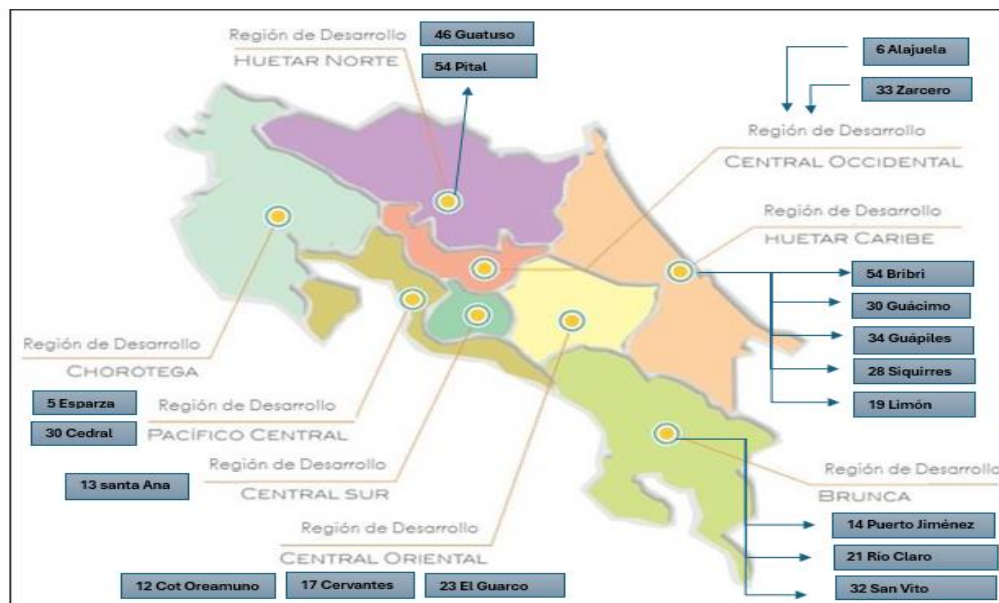 Región de Desarrollo
HUETAR NORTE
46 Guatuso
54 Pital
6 Alajuela
33 Zarcero
Región de Desarrollo
CENTRAL OCCIDENTAL
Región de Desarrollo
HUETAR CARIBE
54 Bribri
30 Guácimo
34 Guápiles
28 Siquirres
19 Limón
Región de Desarrollo
CHOROTEGA
5 Esparza
30 Cedral
Región de Desarrollo
PACÍFICO CENTRAL
13 santa Ana
Región de Desarrollo
CENTRAL SUR
Región de Desarrollo
CENTRAL ORIENTAL
12 Cot Oreamuno
17 Cervantes
23 El Guarco
Región de Desarrollo
BRUNCA
14 Puerto Jiménez
21 Río Claro
32 San Vito